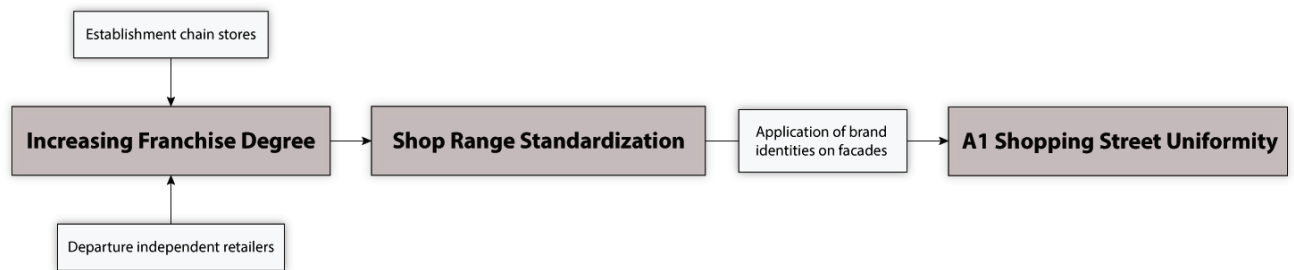 Establishment chain stores
Increasing Franchise Degree
Shop Range Standardization
Application of brand
identities on facades
A1 Shopping Street Uniformity
Departure independent retailers